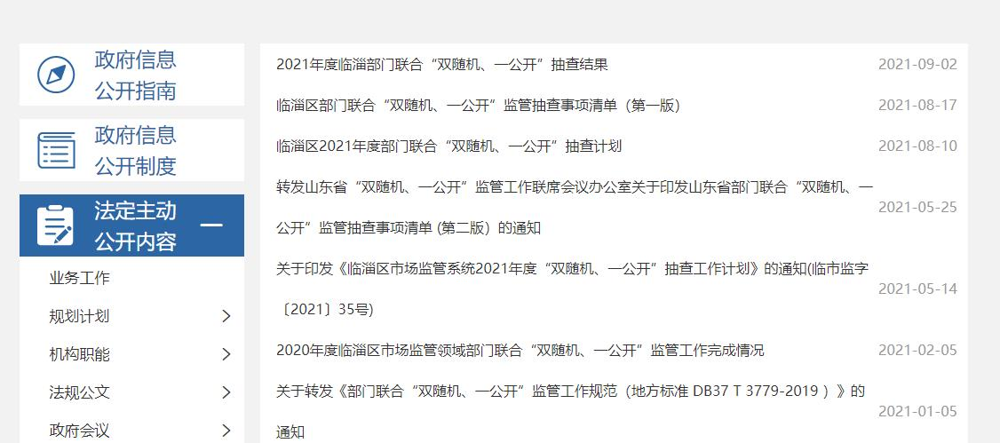 政府信息
公开指南
政府信息
公开制度
法定主动
公开内容
业务工作
规划计划
机构职能
法规公文
政府会议
2021年度临淄部门联合“双随机、一公开”抽查结果
2021-09-02
临淄区部门联合“双随机、一公开”监管抽查事项清单（第一版）
2021-08-17
临淄区2021年度部门联合“双随机、一公开”抽查计划
2021-08-10
转发山东省“双随机、一公开”监管工作联席会议办公室关于印发山东省部门联合“双随机、一
公开”监管抽查事项清单 (第二版）的通知
2021-05-25
关于印发《临淄区市场监管系统2021年度“双随机、一公开”抽查工作计划》的通知(临市监字
〔2021〕35号)
2021-05-14
2020年度临淄区市场监管领域部门联合“双随机、一公开”监管工作完成情况
2021-02-05
关于转发《部门联合“双随机、一公开”监管工作规范（地方标准 DB37 T 3779-2019 ）》的
通知
2021-01-05